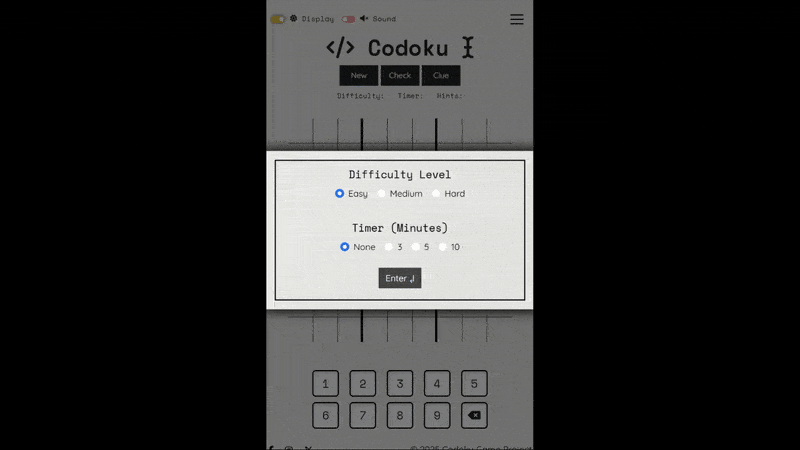 Display Sound
</> Codoku
New Check Clue
Difficulty: Timer: Hints:
Difficulty Level
Easy Medium Hard
Timer (Minutes)
None 3 5 10
Enter
1 2 3 4 5
6 7 8 9
© 2025 Codoku Game Project